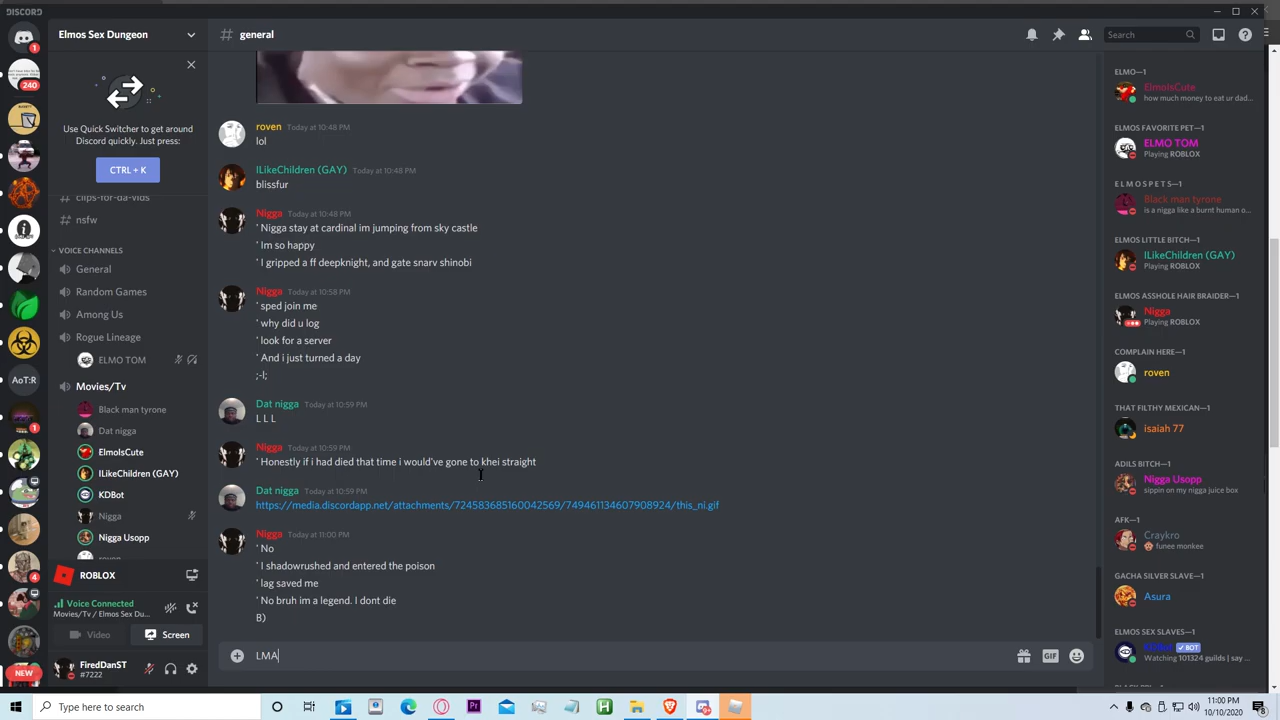 DISCORD
Elmos Sex Dungeon
# general
Search
Use Quick Switcher to get around
Discord quickly. Just press:
CTRL + K
clips-for-da-vids
nsfw
VOICE CHANNELS
General
Random Games
Among Us
Rogue Lineage
ELMO TOM
Movies/Tv
Black man tyrone
Dat nigga
ElmoIsCute
ILikeChildren (GAY)
KDBot
Nigga
Nigga Usopp
ROBLOX
Voice Connected
Movies/Tv / Elmos Sex Du...
Video
Screen
FiredDanST
#7222
1
240
AoT:R
1
4
NEW
roven Today at 10:48 PM
lol
ILikeChildren (GAY) Today at 10:48 PM
blissfur
Nigga Today at 10:48 PM
' Nigga stay at cardinal im jumping from sky castle
' Im so happy
' I gripped a ff deepknight, and gate snarv shinobi
Nigga Today at 10:58 PM
' sped join me
' why did u log
' look for a server
' And i just turned a day
;-l;
Dat nigga Today at 10:59 PM
L L L
Nigga Today at 10:59 PM
' Honestly if i had died that time i would've gone to khei straight
Dat nigga Today at 10:59 PM
https://media.discordapp.net/attachments/724583685160042569/749461134607908924/this_ni.gif
Nigga Today at 11:00 PM
' No
' I shadowrushed and entered the poison
' lag saved me
' No bruh im a legend. I dont die
B)
LMA
GIF
ELMO—1
ElmoIsCute
how much money to eat ur dad...
ELMOS FAVORITE PET—1
ELMO TOM
Playing ROBLOX
E L M O S P E T S—1
Black man tyrone
is a nigga like a burnt human o...
ELMOS LITTLE BITCH—1
ILikeChildren (GAY)
Playing ROBLOX
ELMOS ASSHOLE HAIR BRAIDER—1
Nigga
Playing ROBLOX
COMPLAIN HERE—1
roven
THAT FILTHY MEXICAN—1
isaiah 77
ADILS BITCH—1
Nigga Usopp
sippin on my nigga juice box
AFK—1
Craykro
funee monkee
GACHA SILVER SLAVE—1
Asura
ELMOS SEX SLAVES—1
BOT
Watching 101324 guilds | say ...
Type here to search
11:00 PM
10/10/2020
8